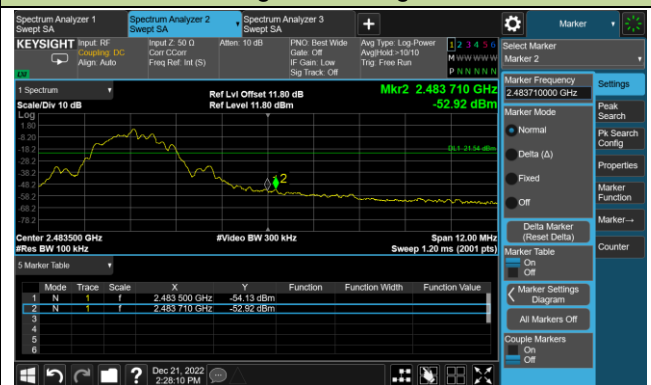 Spectrum Analyzer 1
Swept SA
Spectrum Analyzer 2
Swept SA
Spectrum Analyzer 3
Swept SA
+
Marker
KEYSIGHT
Input: RF
Coupling: DC
Align: Auto
Input Z: 50 Ω
Corr CCorr
Freq Ref: Int (S)
Atten: 10 dB
PNO: Best Wide
Gate: Off
IF Gain: Low
Sig Track: Off
Avg Type: Log-Power
Avg|Hold:>10/10
Trig: Free Run
1 2 3 4 5 6
M W W W W W
P N N N N N
Select Marker
Marker 2
1 Spectrum
Scale/Div 10 dB
Log
Ref Lvl Offset 11.80 dB
Ref Level 11.80 dBm
Mkr2 2.483 710 GHz
-52.92 dBm
1.80
-8.20
-18.2
-28.2
-38.2
-48.2
-58.2
-68.2
-78.2
DL1 -21.54 dBm
2
Center 2.483500 GHz
#Res BW 100 kHz
#Video BW 300 kHz
Span 12.00 MHz
Sweep 1.20 ms (2001 pts)
5 Marker Table
Mode Trace Scale X Y Function Function Width Function Value
1 N 1 f 2.483 500 GHz -54.13 dBm
2 N 1 f 2.483 710 GHz -52.92 dBm
3
4
5
6
Marker Frequency
2.483710000 GHz
Marker Mode
Normal
Delta (Δ)
Fixed
Off
Delta Marker
(Reset Delta)
Marker Table
On
Off
Marker Settings
Diagram
All Markers Off
Couple Markers
On
Off
Settings
Peak
Search
Pk Search
Config
Properties
Marker
Function
Marker→
Counter
?
Dec 21, 2022
2:28:10 PM